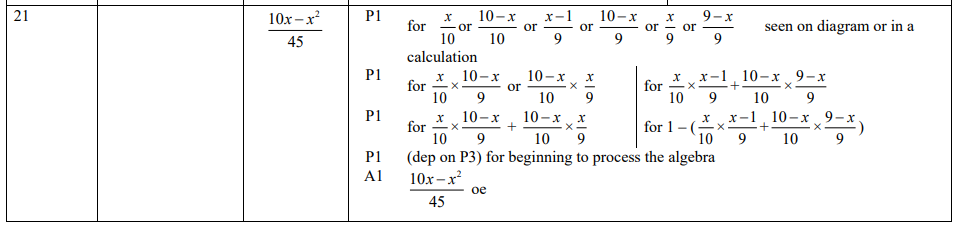 21 (10x – x²)/45 P1 for x/10 or (10 – x)/10 or (x – 1)/9 or (10 – x)/9 or x/9 or (9 – x)/9 seen on diagram or in a
calculation
P1 for x/10 × (10 – x)/9 or (10 – x)/10 × x/9 for x/10 × (x – 1)/9 + (10 – x)/10 × (9 – x)/9
P1 for x/10 × (10 – x)/9 + (10 – x)/10 × x/9 for 1 – (x/10 × (x – 1)/9 + (10 – x)/10 × (9 – x)/9)
P1 (dep on P3) for beginning to process the algebra
A1 (10x – x²)/45 oe